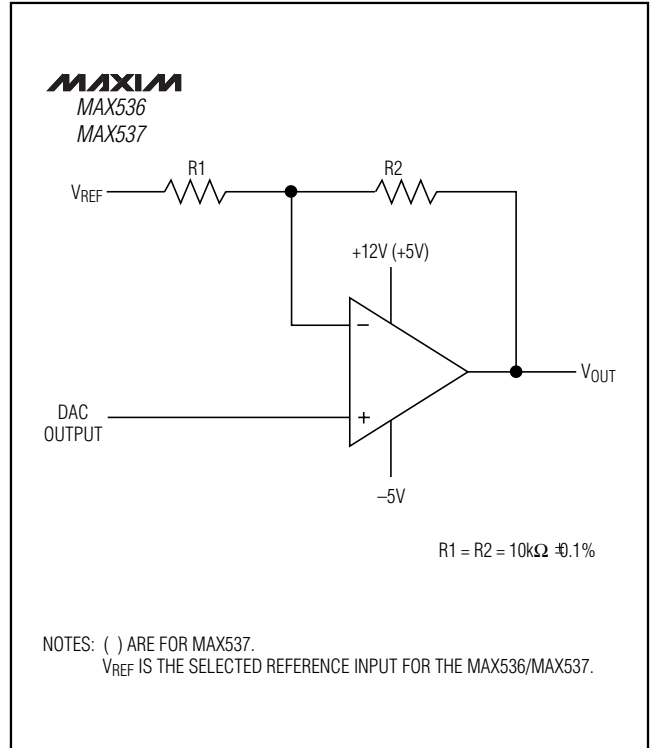 MAXIM
MAX536
MAX537
R1
R2
VREF
+12V (+5V)
−
VOUT
DAC
OUTPUT
+
–5V
R1 = R2 = 10kΩ ±0.1%
NOTES: ( ) ARE FOR MAX537.
VREF IS THE SELECTED REFERENCE INPUT FOR THE MAX536/MAX537.